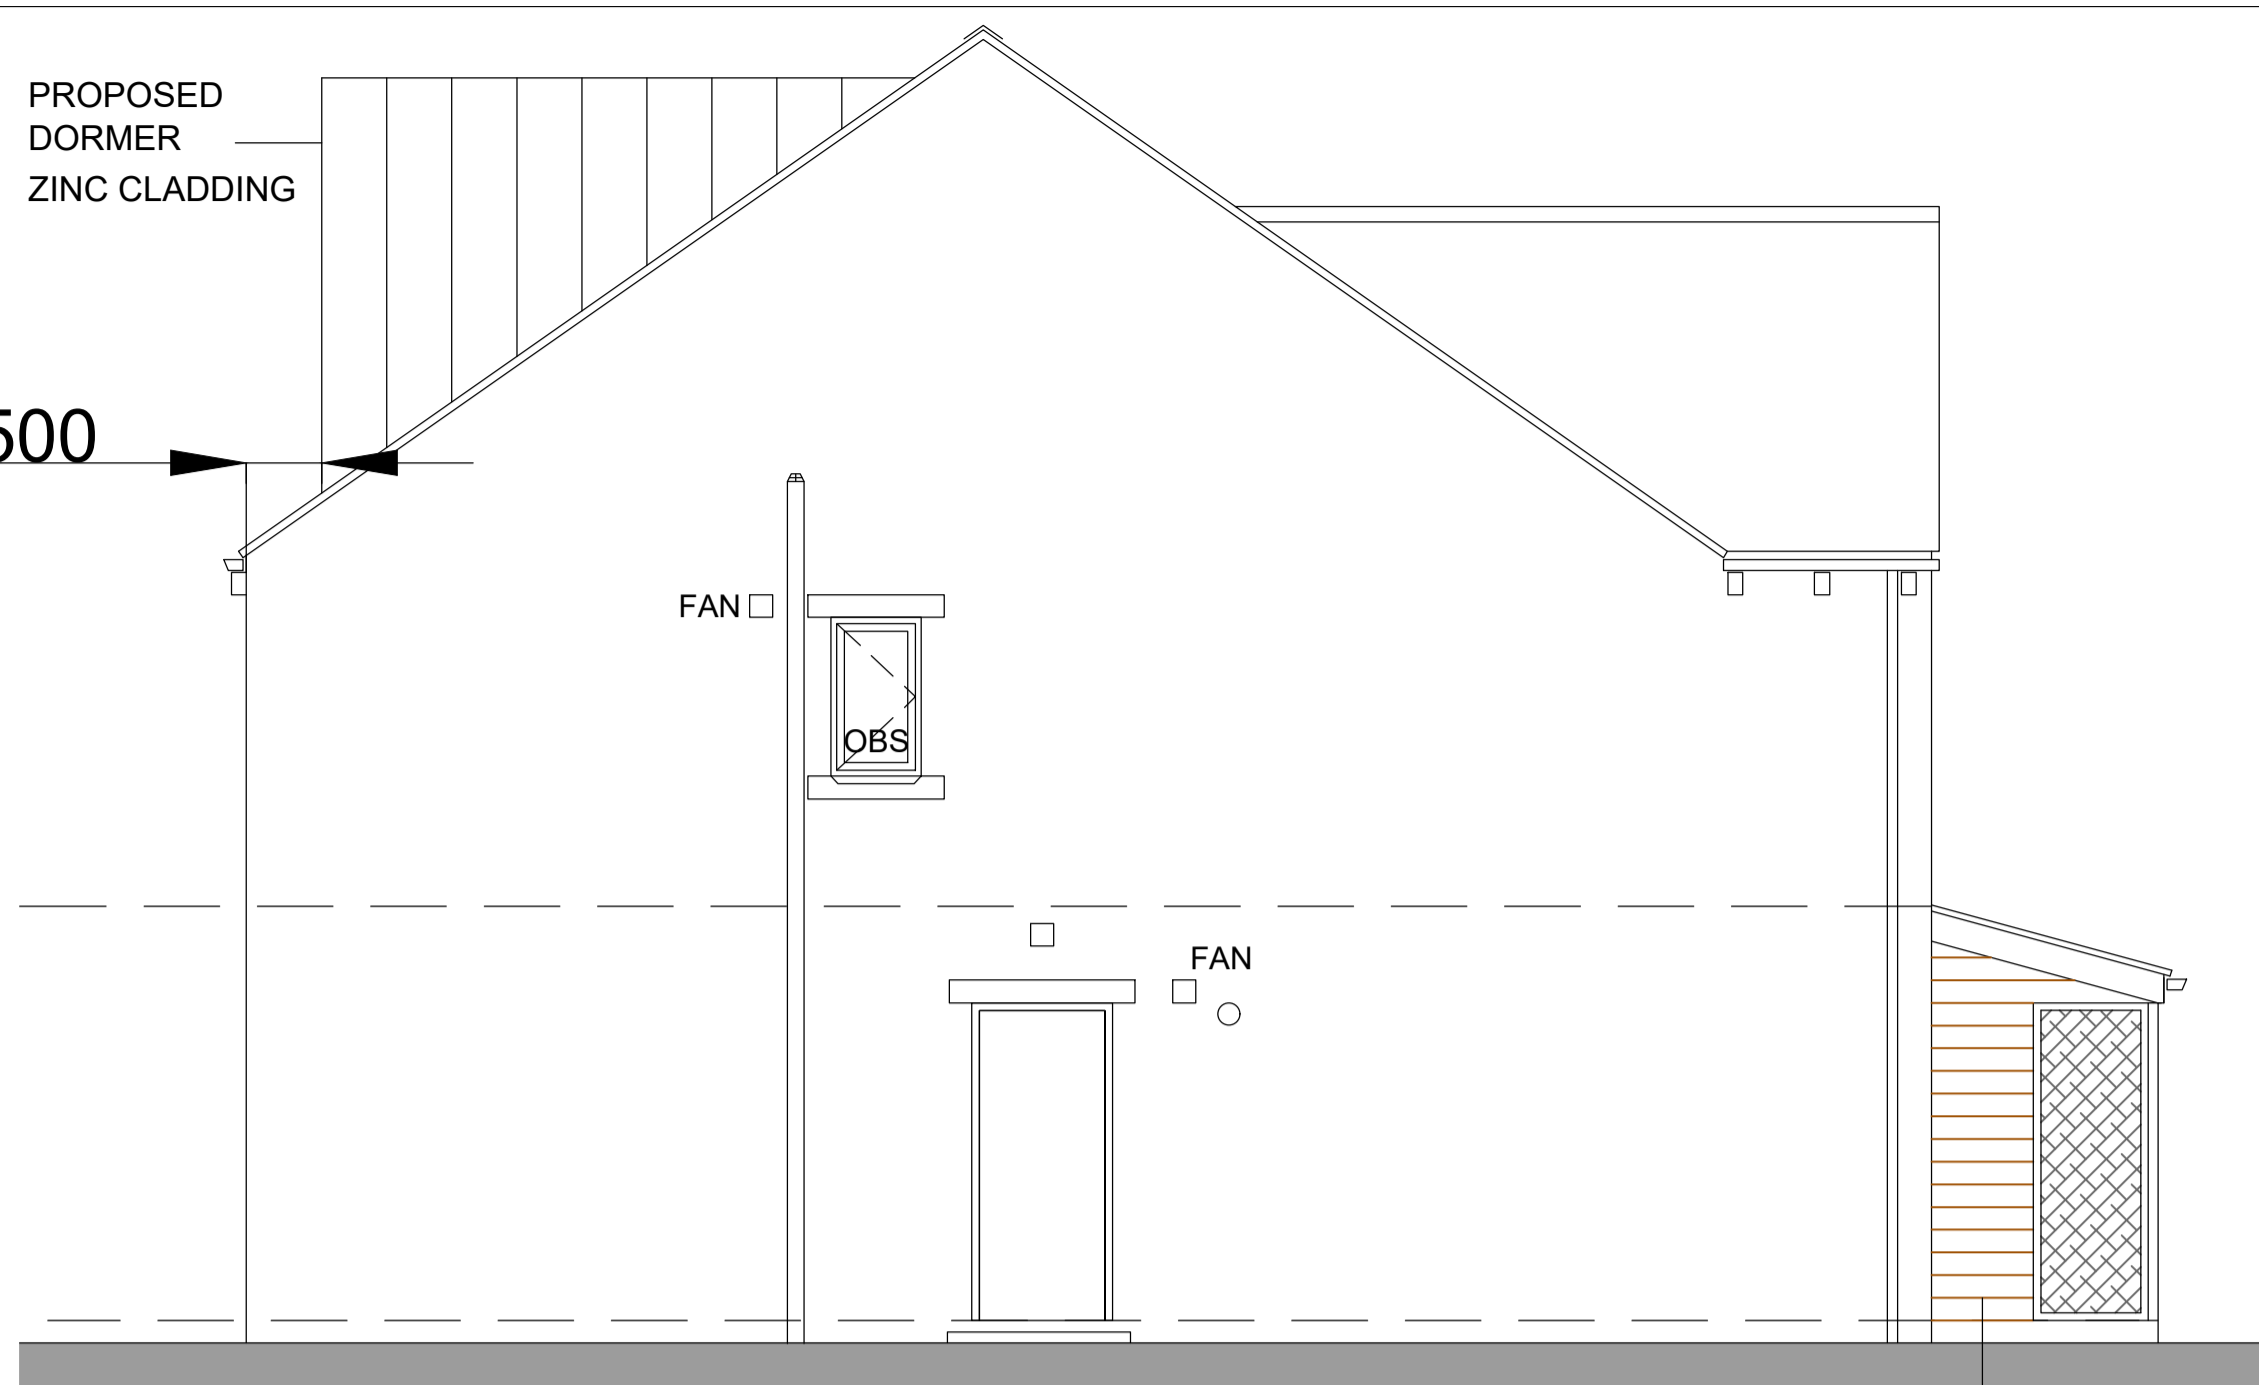 PROPOSED
DORMER
ZINC CLADDING
500
FAN
OBS
FAN